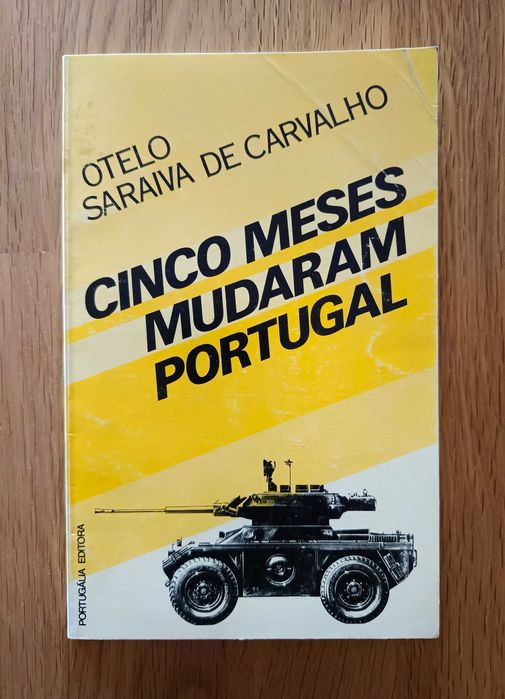 OTELO
SARAIVA DE CARVALHO
CINCO MESES
MUDARAM
PORTUGAL
PORTUGÁLIA EDITORA